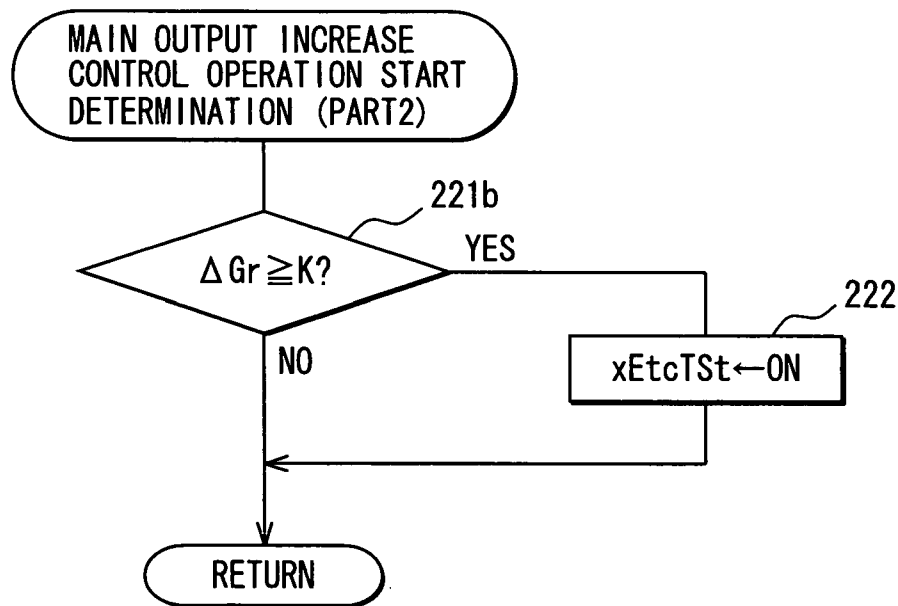 MAIN OUTPUT INCREASE
CONTROL OPERATION START
DETERMINATION (PART2)
221b
ΔGr≧K?
YES
222
NO
xEtcTSt←ON
RETURN